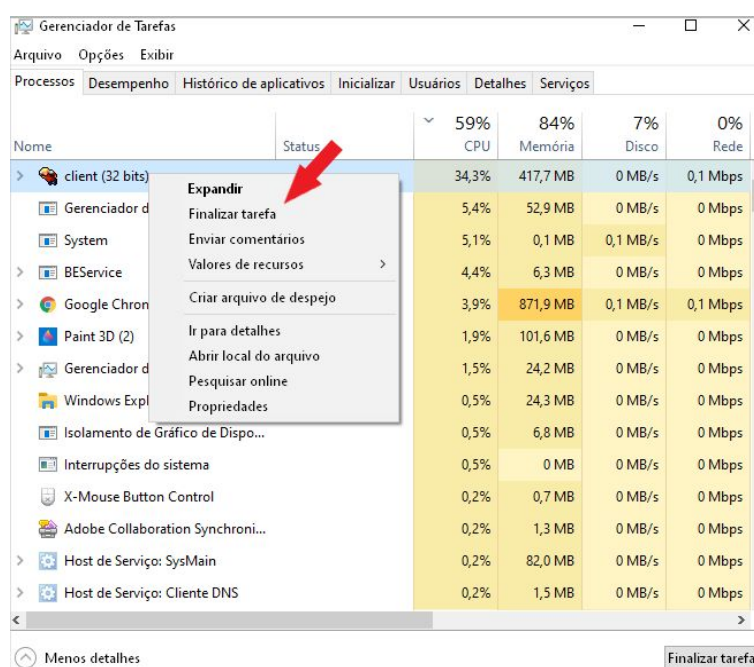 Gerenciador de Tarefas
Arquivo Opções Exibir
Processos Desempenho Histórico de aplicativos Inicializar Usuários Detalhes Serviços
59% 84% 7% 0%
Nome Status CPU Memória Disco Rede
client (32 bits) 34,3% 417,7 MB 0 MB/s 0,1 Mbps
Expandir
Gerenciador d 5,4% 52,9 MB 0 MB/s 0 Mbps
Finalizar tarefa
System 5,1% 0,1 MB 0,1 MB/s 0 Mbps
Enviar comentários
Valores de recursos
BEService 4,4% 6,3 MB 0 MB/s 0 Mbps
Criar arquivo de despejo
Google Chron 3,9% 871,9 MB 0,1 MB/s 0,1 Mbps
Ir para detalhes
Paint 3D (2) 1,9% 101,6 MB 0 MB/s 0 Mbps
Abrir local do arquivo
Gerenciador d 1,5% 24,2 MB 0 MB/s 0 Mbps
Pesquisar online
Windows Expl 0,5% 24,3 MB 0 MB/s 0 Mbps
Propriedades
Isolamento de Gráfico de Dispo... 0,5% 6,8 MB 0 MB/s 0 Mbps
Interrupções do sistema 0,5% 0 MB 0 MB/s 0 Mbps
X-Mouse Button Control 0,2% 0,7 MB 0 MB/s 0 Mbps
Adobe Collaboration Synchroni... 0,2% 1,3 MB 0 MB/s 0 Mbps
Host de Serviço: SysMain 0,2% 82,0 MB 0 MB/s 0 Mbps
Host de Serviço: Cliente DNS 0,2% 1,5 MB 0 MB/s 0 Mbps
Menos detalhes Finalizar tarefa